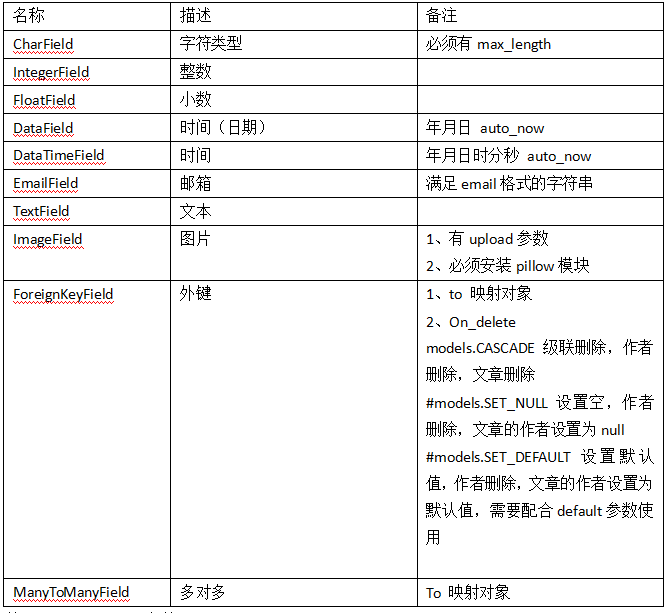 名称 描述 备注
CharField 字符类型 必须有 max_length
IntegerField 整数
FloatField 小数
DataField 时间（日期） 年月日 auto_now
DataTimeField 时间 年月日时分秒 auto_now
EmailField 邮箱 满足 email 格式的字符串
TextField 文本
ImageField 图片 1、有 upload 参数
2、必须安装 pillow 模块
ForeignKeyField 外键 1、to 映射对象
2、On_delete
models.CASCADE 级联删除，作者
删除，文章删除
#models.SET_NULL 设置空，作者
删除，文章的作者设置为 null
#models.SET_DEFAULT 设置默认
值，作者删除，文章的作者设置为
默认值，需要配合 default 参数使
用
ManyToManyField 多对多 To 映射对象